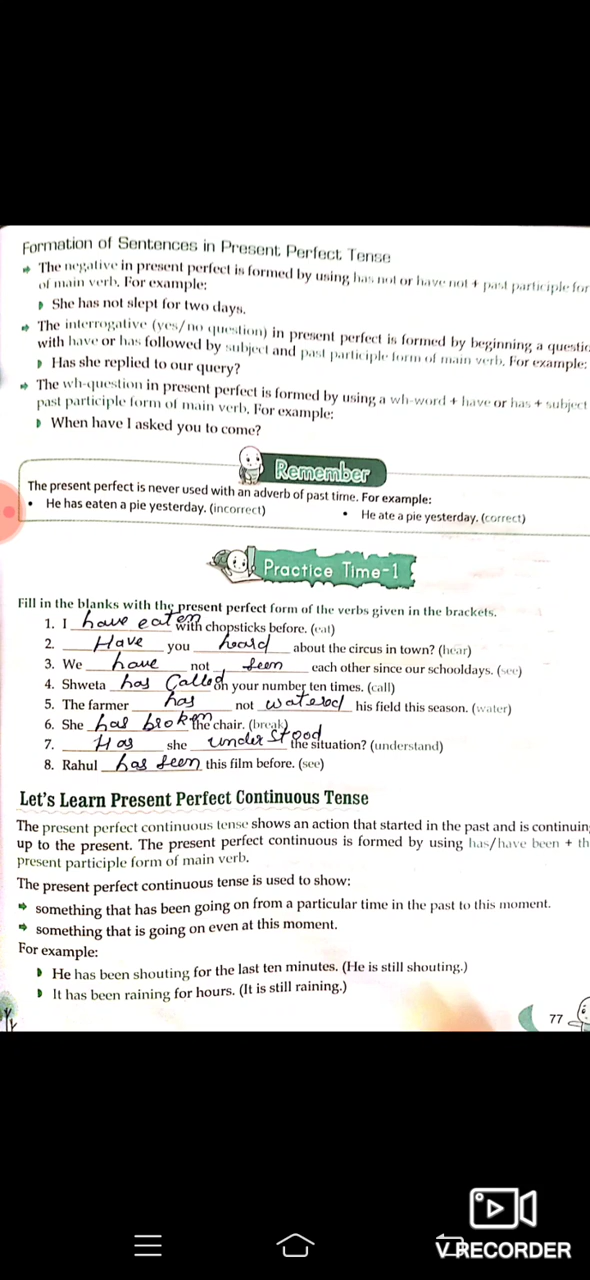 Formation of Sentences in Present Perfect Tense
The negative in present perfect is formed by using has not or have not + past participle for
of main verb. For example:
She has not slept for two days.
The interrogative (yes/no question) in present perfect is formed by beginning a questio
with have or has followed by subject and past participle form of main verb. For example:
Has she replied to our query?
The wh-question in present perfect is formed by using a wh-word + have or has + subject
past participle form of main verb. For example:
When have I asked you to come?
Remember
The present perfect is never used with an adverb of past time. For example:
• He has eaten a pie yesterday. (incorrect) • He ate a pie yesterday. (correct)
Practice Time-1
Fill in the blanks with the present perfect form of the verbs given in the brackets.
1. I have eaten with chopsticks before. (eat)
2. Have you heard about the circus in town? (hear)
3. We have not seen each other since our schooldays. (see)
4. Shweta has Called on your number ten times. (call)
5. The farmer has not watered his field this season. (water)
6. She has broken the chair. (break)
7. Has she understood the situation? (understand)
8. Rahul has seen this film before. (see)
Let's Learn Present Perfect Continuous Tense
The present perfect continuous tense shows an action that started in the past and is continuing
up to the present. The present perfect continuous is formed by using has/have been + th
present participle form of main verb.
The present perfect continuous tense is used to show:
something that has been going on from a particular time in the past to this moment.
something that is going on even at this moment.
For example:
He has been shouting for the last ten minutes. (He is still shouting.)
It has been raining for hours. (It is still raining.)
77
V RECORDER